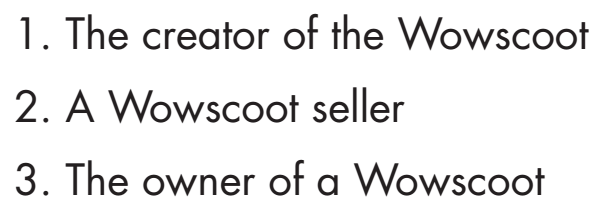 1. The creator of the Wowscoot
2. A Wowscoot seller
3. The owner of a Wowscoot